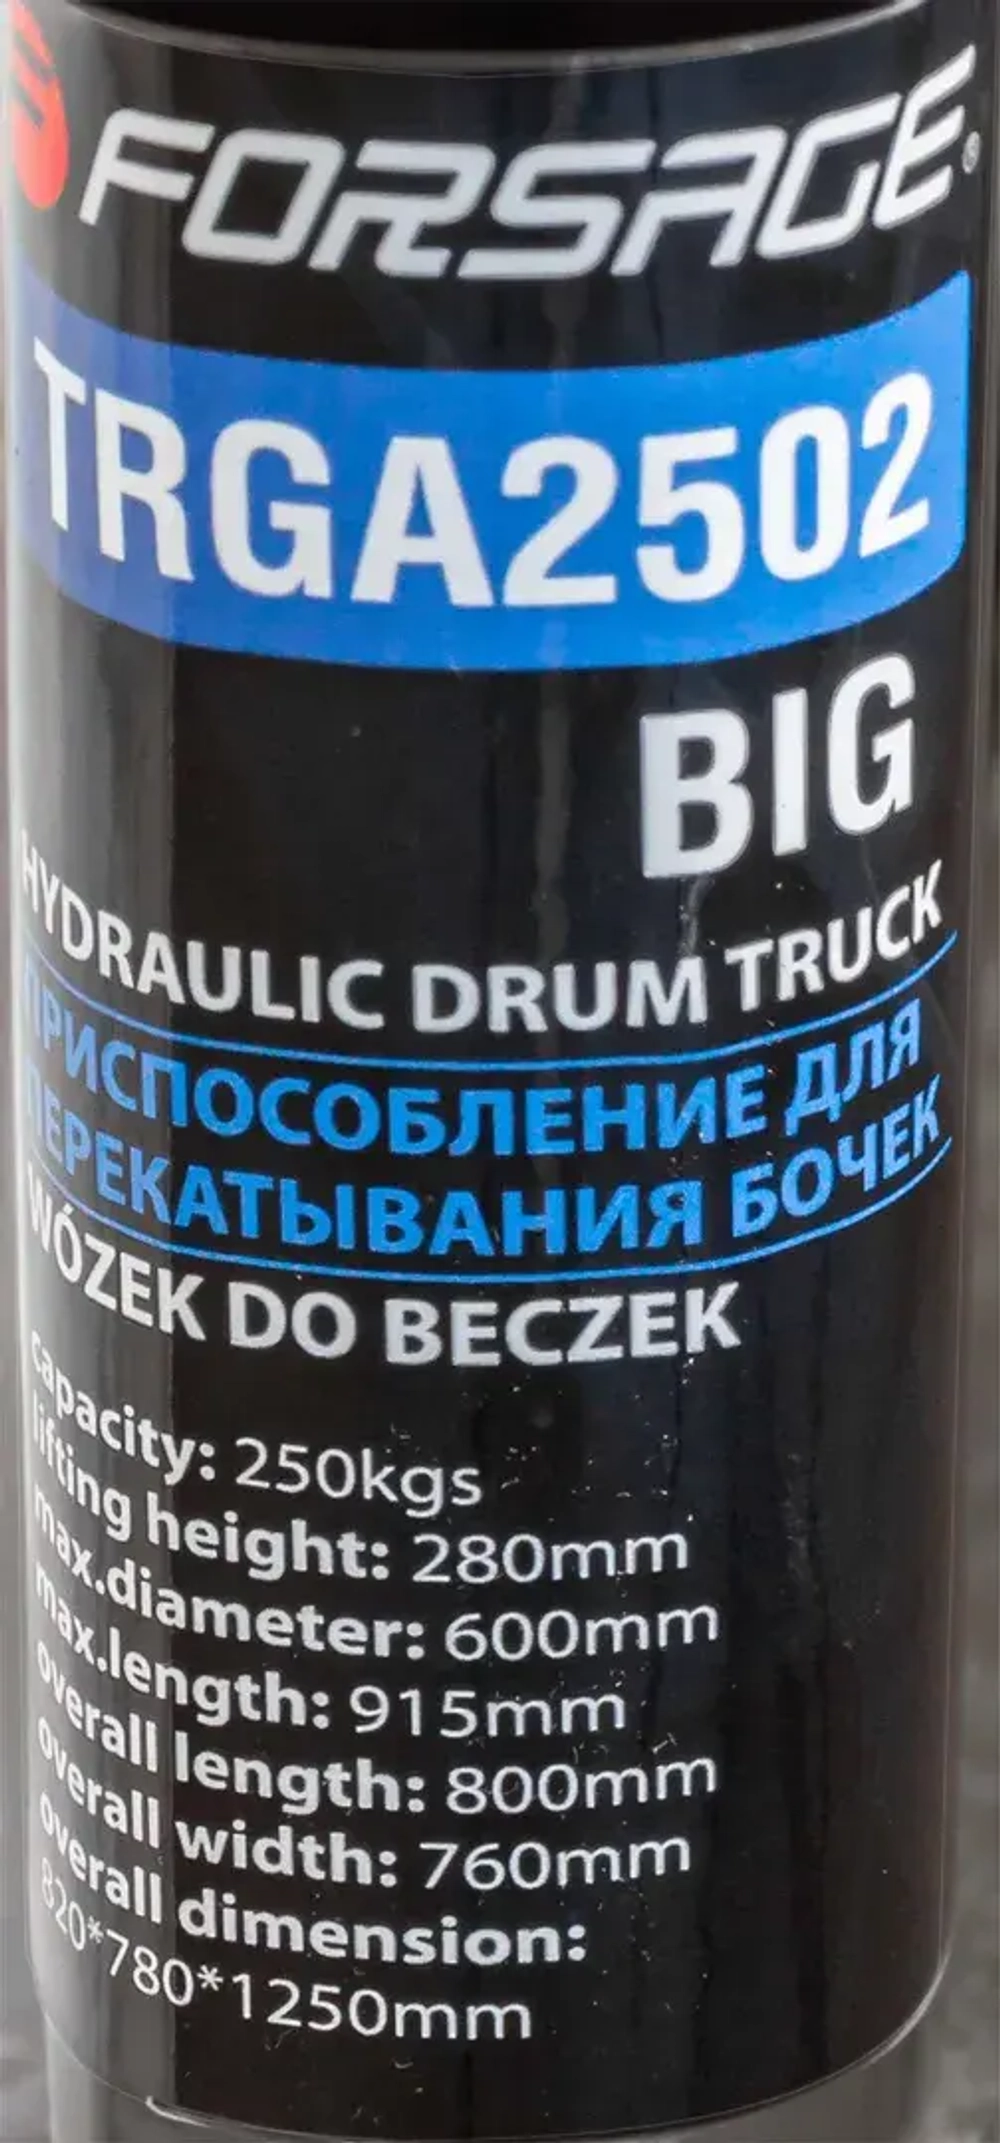 FORSAGE®
TRGA2502
BIG
HYDRAULIC DRUM TRUCK
ПРИСПОСОБЛЕНИЕ ДЛЯ
ПЕРЕКАТЫВАНИЯ БОЧЕК
WÓZEK DO BECZEK
capacity: 250kgs
lifting height: 280mm
max.diameter: 600mm
max.length: 915mm
overall length: 800mm
overall width: 760mm
overall dimension:
820*780*1250mm